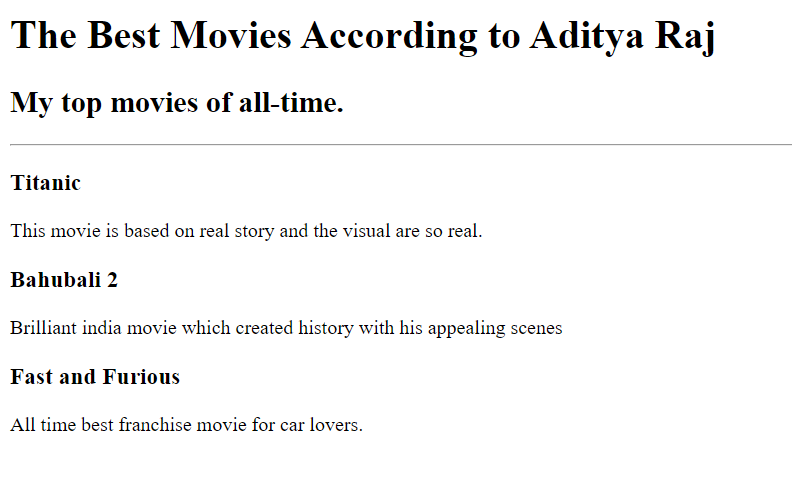 The Best Movies According to Aditya Raj
My top movies of all-time.
Titanic
This movie is based on real story and the visual are so real.
Bahubali 2
Brilliant india movie which created history with his appealing scenes
Fast and Furious
All time best franchise movie for car lovers.